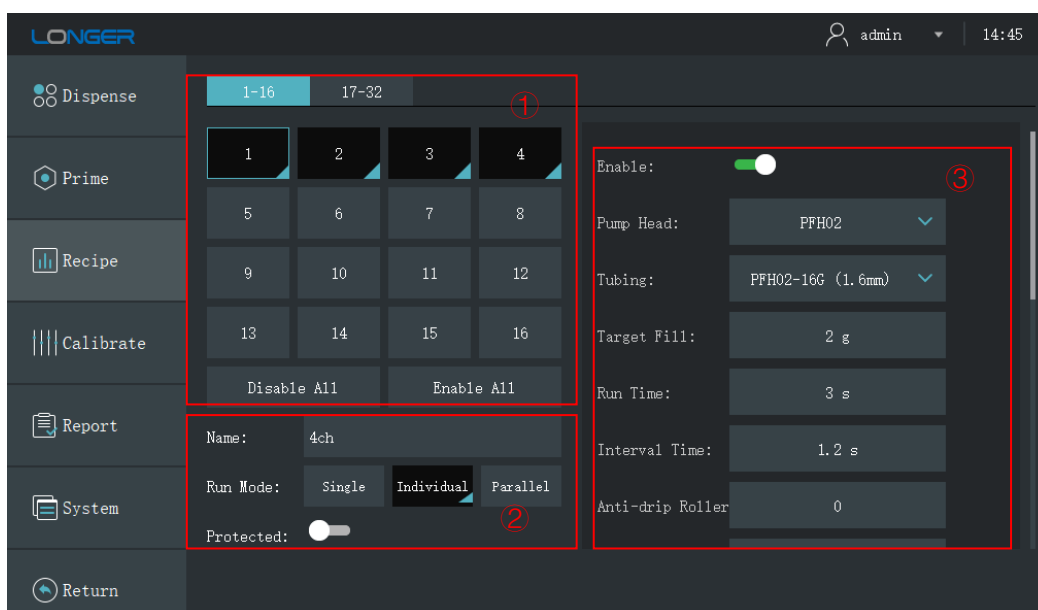 LONGER
admin
14:45
Dispense
Prime
Recipe
Calibrate
Report
System
Return
1-16 17-32
①
1 2 3 4
5 6 7 8
9 10 11 12
13 14 15 16
Disable All Enable All
Name: 4ch
Run Mode: Single Individual Parallel
②
Protected:
③
Enable:
Pump Head: PFH02
Tubing: PFH02-16G (1.6mm)
Target Fill: 2 g
Run Time: 3 s
Interval Time: 1.2 s
Anti-drip Roller 0